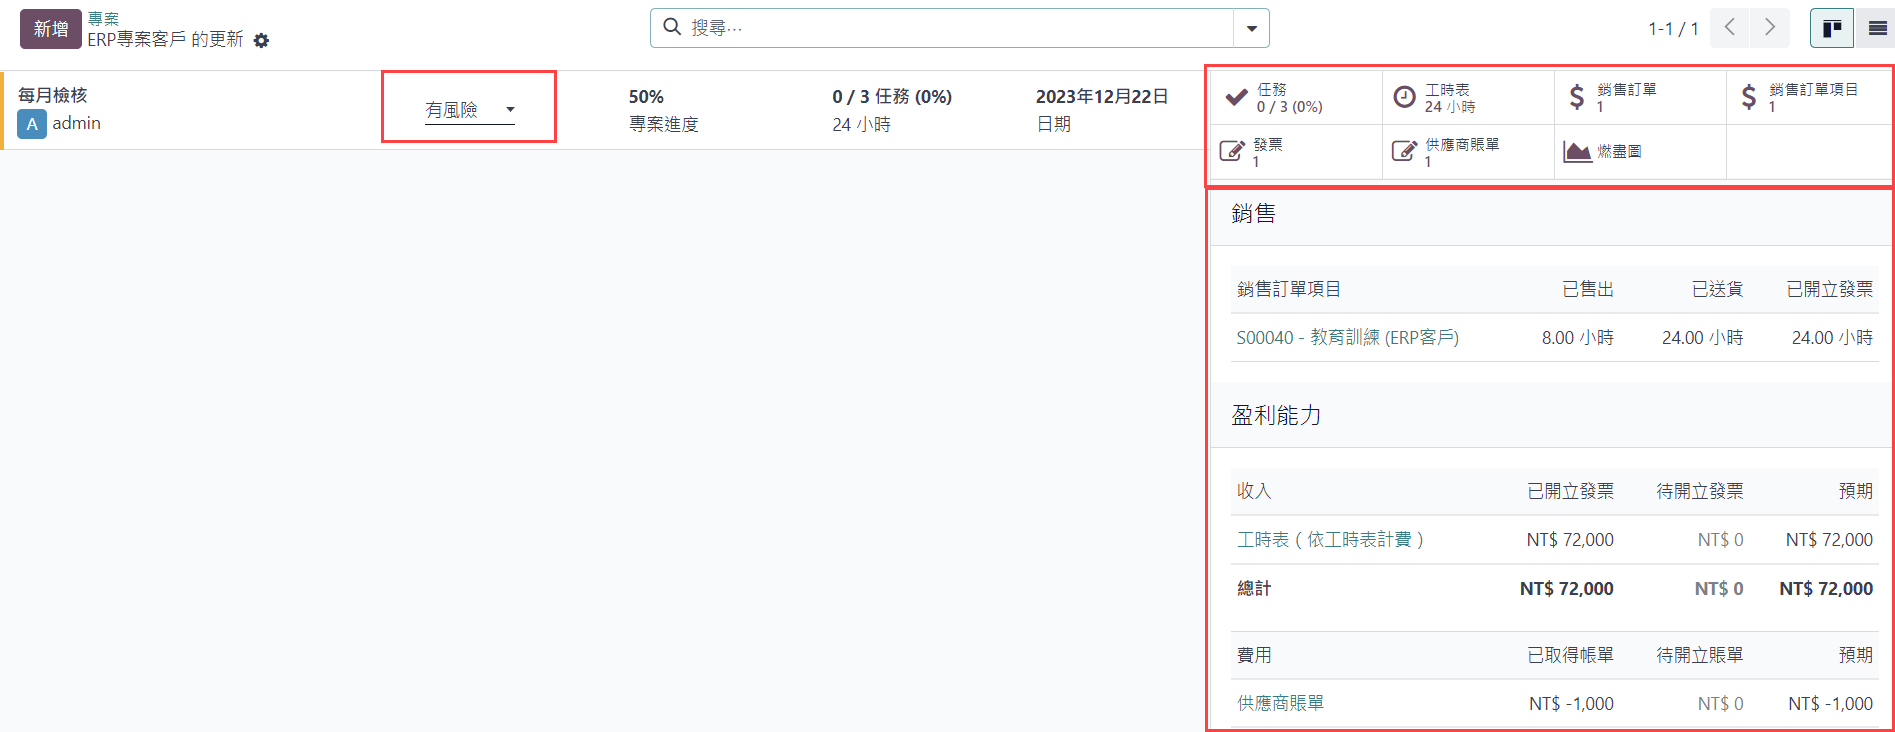 新增
專案
ERP專案客戶 的更新
搜尋...
1-1 / 1
每月檢核
A admin
有風險
50%
專案進度
0 / 3 任務 (0%)
24 小時
2023年12月22日
日期
任務
0 / 3 (0%)
工時表
24 小時
銷售訂單
1
銷售訂單項目
1
發票
1
供應商賬單
1
燃盡圖
銷售
銷售訂單項目 已售出 已送貨 已開立發票
S00040 - 教育訓練 (ERP客戶) 8.00 小時 24.00 小時 24.00 小時
盈利能力
收入 已開立發票 待開立發票 預期
工時表（依工時表計費） NT$ 72,000 NT$ 0 NT$ 72,000
總計 NT$ 72,000 NT$ 0 NT$ 72,000
費用 已取得帳單 待開立賬單 預期
供應商賬單 NT$ -1,000 NT$ 0 NT$ -1,000